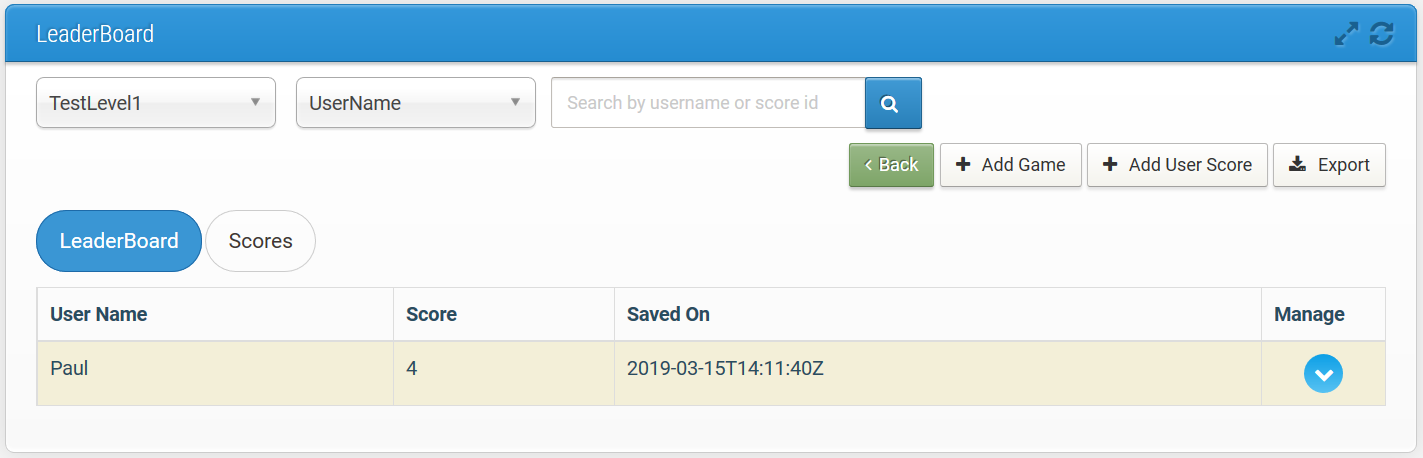 LeaderBoard
TestLevel1 UserName Search by username or score id
Back Add Game Add User Score Export
LeaderBoard Scores
User Name Score Saved On Manage
Paul 4 2019-03-15T14:11:40Z